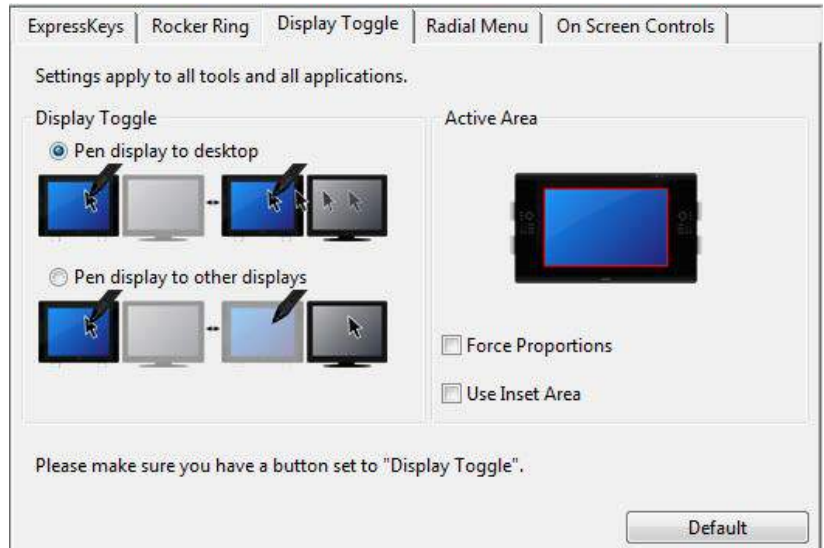 ExpressKeys
Rocker Ring
Display Toggle
Radial Menu
On Screen Controls
Settings apply to all tools and all applications.
Display Toggle
Pen display to desktop
Pen display to other displays
Active Area
Force Proportions
Use Inset Area
Please make sure you have a button set to "Display Toggle".
Default